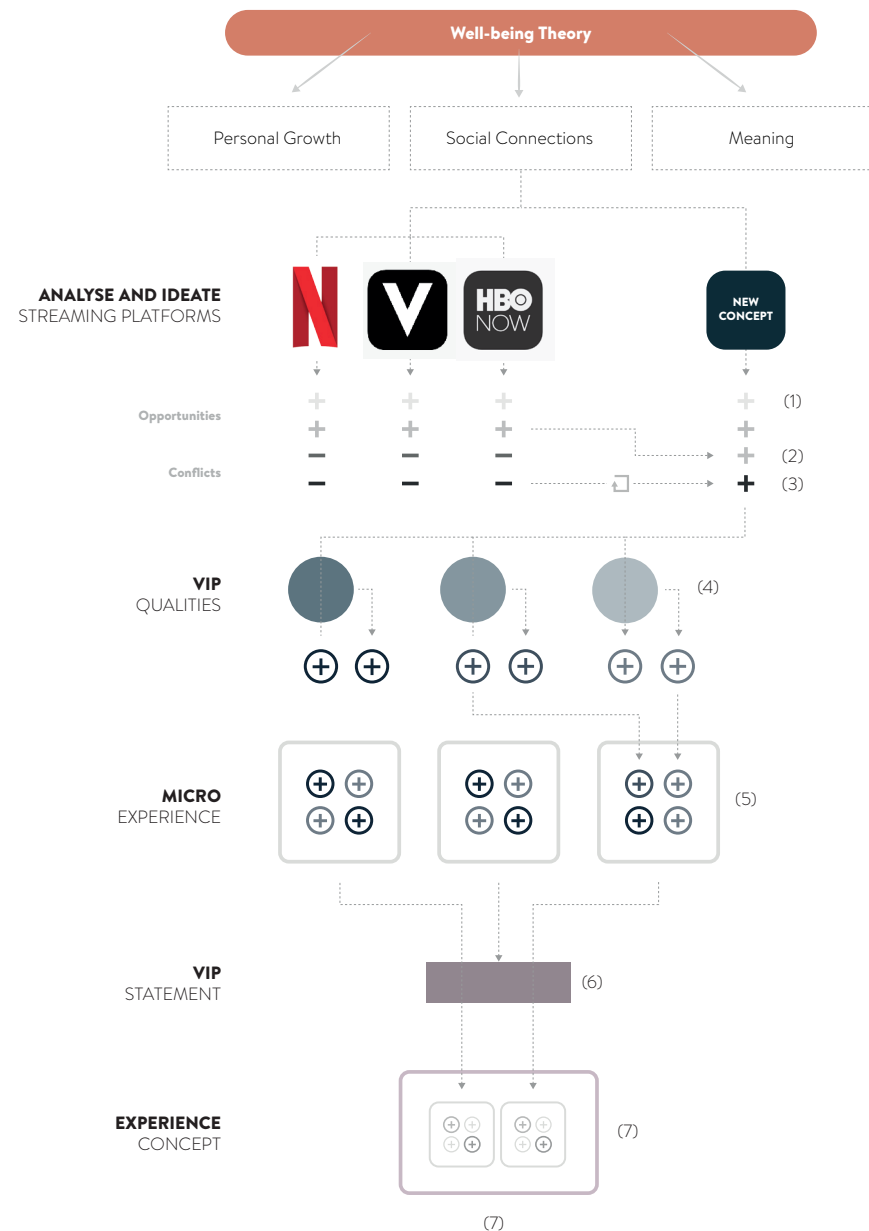 Well-being Theory
Personal Growth
Social Connections
Meaning
ANALYSE AND IDEATE
STREAMING PLATFORMS
N
V
HBO
NOW
NEW
CONCEPT
Opportunities
Conflicts
(1)
(2)
(3)
VIP
QUALITIES
(4)
MICRO
EXPERIENCE
(5)
VIP
STATEMENT
(6)
EXPERIENCE
CONCEPT
(7)
(7)